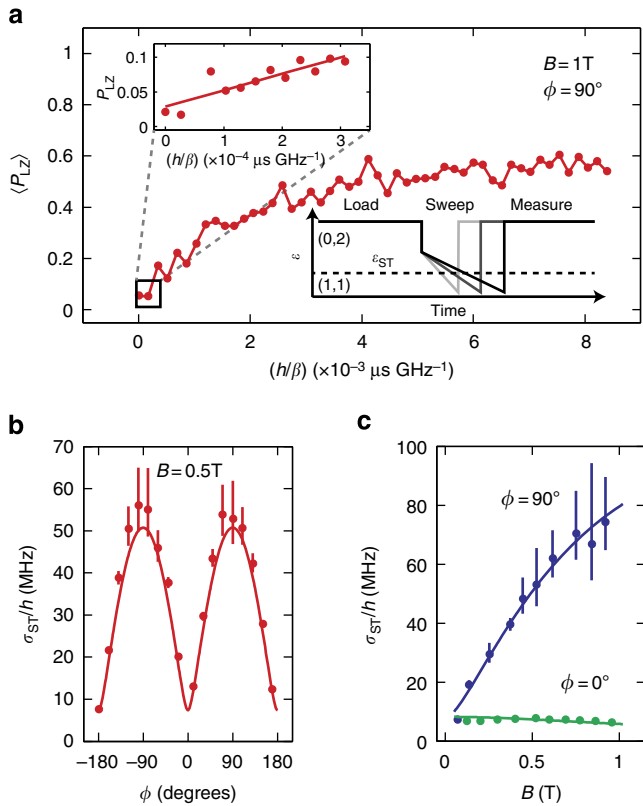 a
1
0.8
0.6
0.4
0.2
0
⟨P_LZ⟩
0.1
0.05
0
P_LZ
0 1 2 3
(h/β) (×10⁻⁴ μs GHz⁻¹)
B = 1T
ϕ = 90°
Load Sweep Measure
ε
(0,2)
ε_ST
(1,1)
Time
0 2 4 6 8
(h/β) (×10⁻³ μs GHz⁻¹)
b
70
60
50
40
30
20
10
0
σ_ST/h (MHz)
B = 0.5T
−180 −90 0 90 180
ϕ (degrees)
c
100
80
60
40
20
0
σ_ST/h (MHz)
ϕ = 90°
ϕ = 0°
0 0.5 1
B (T)